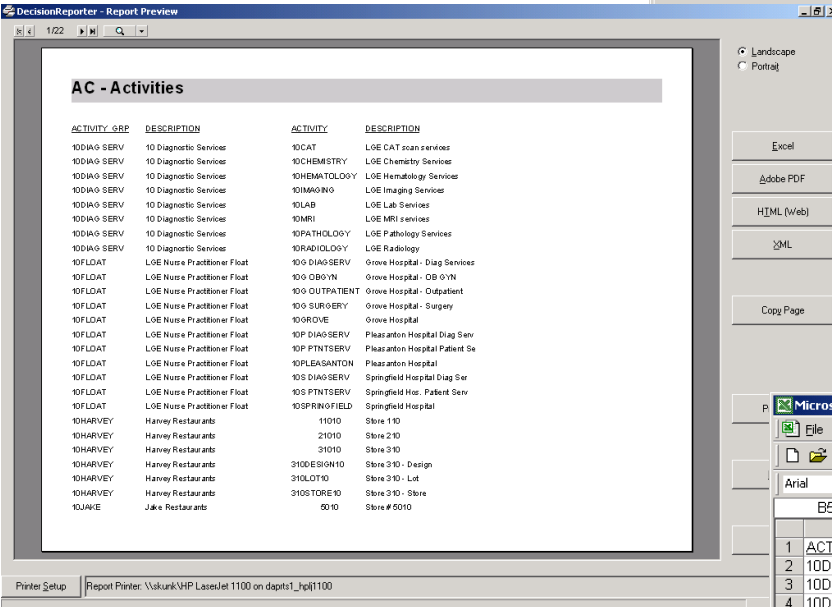 DecisionReporter - Report Preview
1/22
Landscape
Portrait
AC - Activities
ACTIVITY GRP DESCRIPTION ACTIVITY DESCRIPTION
10DIAG SERV 10 Diagnostic Services 10CAT LGE CAT scan services
10DIAG SERV 10 Diagnostic Services 10CHEMISTRY LGE Chemistry Services
10DIAG SERV 10 Diagnostic Services 10HEMATOLOGY LGE Hematology Services
10DIAG SERV 10 Diagnostic Services 10IMAGING LGE Imaging Services
10DIAG SERV 10 Diagnostic Services 10LAB LGE Lab Services
10DIAG SERV 10 Diagnostic Services 10MRI LGE MRI services
10DIAG SERV 10 Diagnostic Services 10PATHOLOGY LGE Pathology Services
10DIAG SERV 10 Diagnostic Services 10RADIOLOGY LGE Radiology
10FLOAT LGE Nurse Practitioner Float 10G DIAGSERV Grove Hospital - Diag Services
10FLOAT LGE Nurse Practitioner Float 10G OBGYN Grove Hospital - OB GYN
10FLOAT LGE Nurse Practitioner Float 10G OUTPATIENT Grove Hospital - Outpatient
10FLOAT LGE Nurse Practitioner Float 10G SURGERY Grove Hospital - Surgery
10FLOAT LGE Nurse Practitioner Float 10GROVE Grove Hospital
10FLOAT LGE Nurse Practitioner Float 10P DIAGSERV Pleasanton Hospital Diag Serv
10FLOAT LGE Nurse Practitioner Float 10P PTNTSERV Pleasanton Hospital Patient Se
10FLOAT LGE Nurse Practitioner Float 10PLEASANTON Pleasanton Hospital
10FLOAT LGE Nurse Practitioner Float 10S DIAGSERV Springfield Hospital Diag Ser
10FLOAT LGE Nurse Practitioner Float 10S PTNTSERV Springfield Hos. Patient Serv
10FLOAT LGE Nurse Practitioner Float 10SPRINGFIELD Springfield Hospital
10HARVEY Harvey Restaurants 11010 Store 110
10HARVEY Harvey Restaurants 21010 Store 210
10HARVEY Harvey Restaurants 31010 Store 310
10HARVEY Harvey Restaurants 310DESIGN10 Store 310 - Design
10HARVEY Harvey Restaurants 310LOT10 Store 310 - Lot
10HARVEY Harvey Restaurants 310STORE10 Store 310 - Store
10JAKE Jake Restaurants 5010 Store # 5010
Excel
Adobe PDF
HTML (Web)
XML
Copy Page
P
Micros
File
Arial
B5
1 ACT
2 10D
3 10D
4 10D
Printer Setup
Report Printer: \\skunk\HP LaserJet 1100 on daprts1_hplj1100